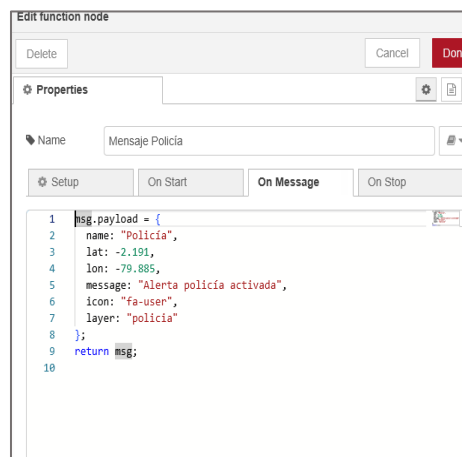 Edit function node
Delete
Cancel
Don
Properties
Name
Mensaje Policía
Setup
On Start
On Message
On Stop
1 msg.payload = {
2 name: "Policía",
3 lat: -2.191,
4 lon: -79.885,
5 message: "Alerta policía activada",
6 icon: "fa-user",
7 layer: "policia"
8 };
9 return msg;
10